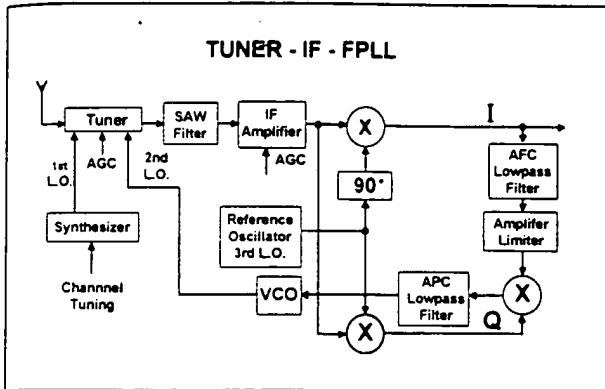 TUNER - IF - FPLL
Tuner
SAW
Filter
IF
Amplifier
X
I
1st
L.O.
AGC
2nd
L.O.
AGC
90°
AFC
Lowpass
Filter
Synthesizer
Reference
Oscillator
3rd L.O.
Amplifer
Limiter
Channnel
Tuning
VCO
APC
Lowpass
Filter
X
X
Q